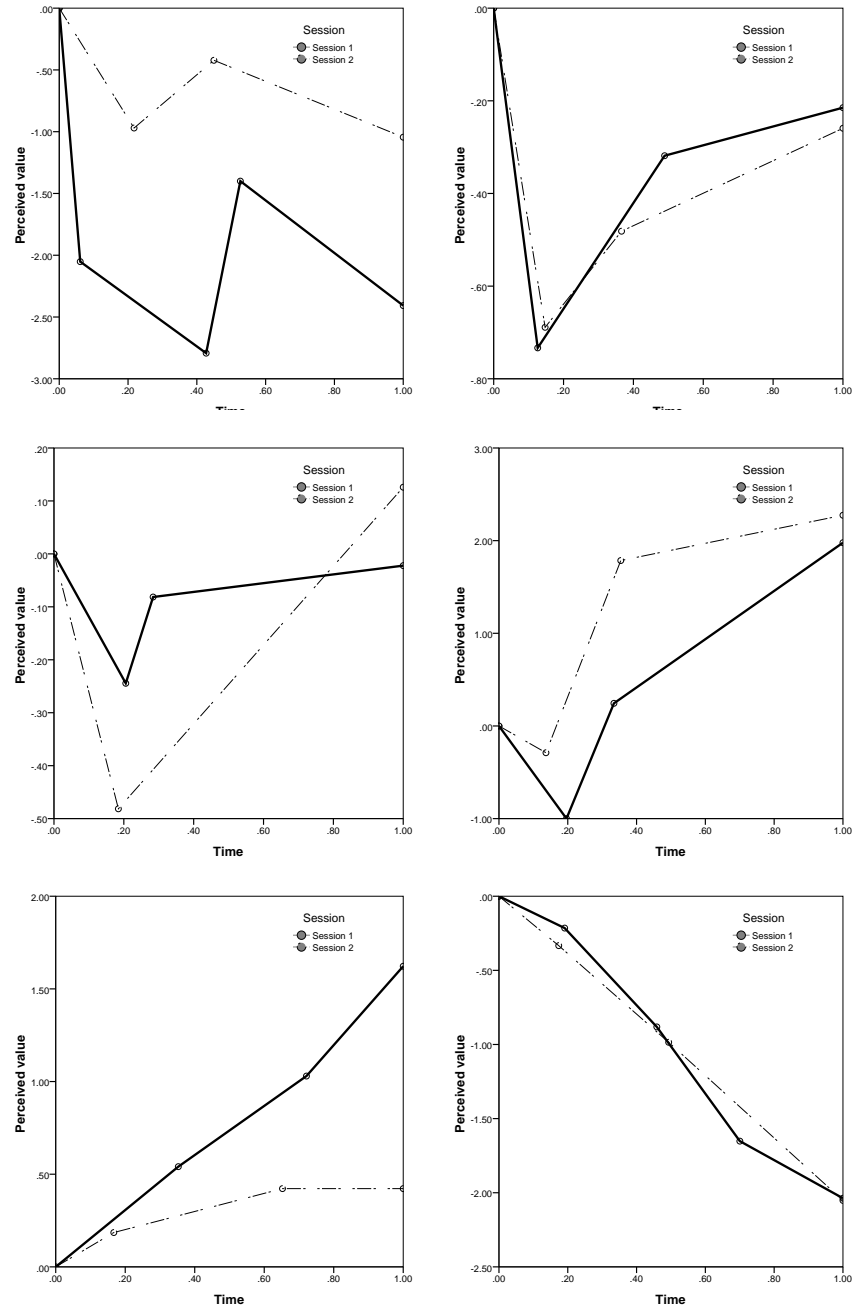 Session
Session 1
Session 2
.00
-.50
-1.00
-1.50
-2.00
-2.50
-3.00
Perceived value
.00 .20 .40 .60 .80 1.00
Time
Session
Session 1
Session 2
.00
-.20
-.40
-.60
-.80
Perceived value
.00 .20 .40 .60 .80 1.00
Time
Session
Session 1
Session 2
.20
.10
.00
-.10
-.20
-.30
-.40
-.50
Perceived value
.00 .20 .40 .60 .80 1.00
Time
Session
Session 1
Session 2
3.00
2.00
1.00
.00
-1.00
Perceived value
.00 .20 .40 .60 .80 1.00
Time
Session
Session 1
Session 2
2.00
1.50
1.00
.50
.00
Perceived value
.00 .20 .40 .60 .80 1.00
Time
Session
Session 1
Session 2
.00
-.50
-1.00
-1.50
-2.00
-2.50
Perceived value
.00 .20 .40 .60 .80 1.00
Time